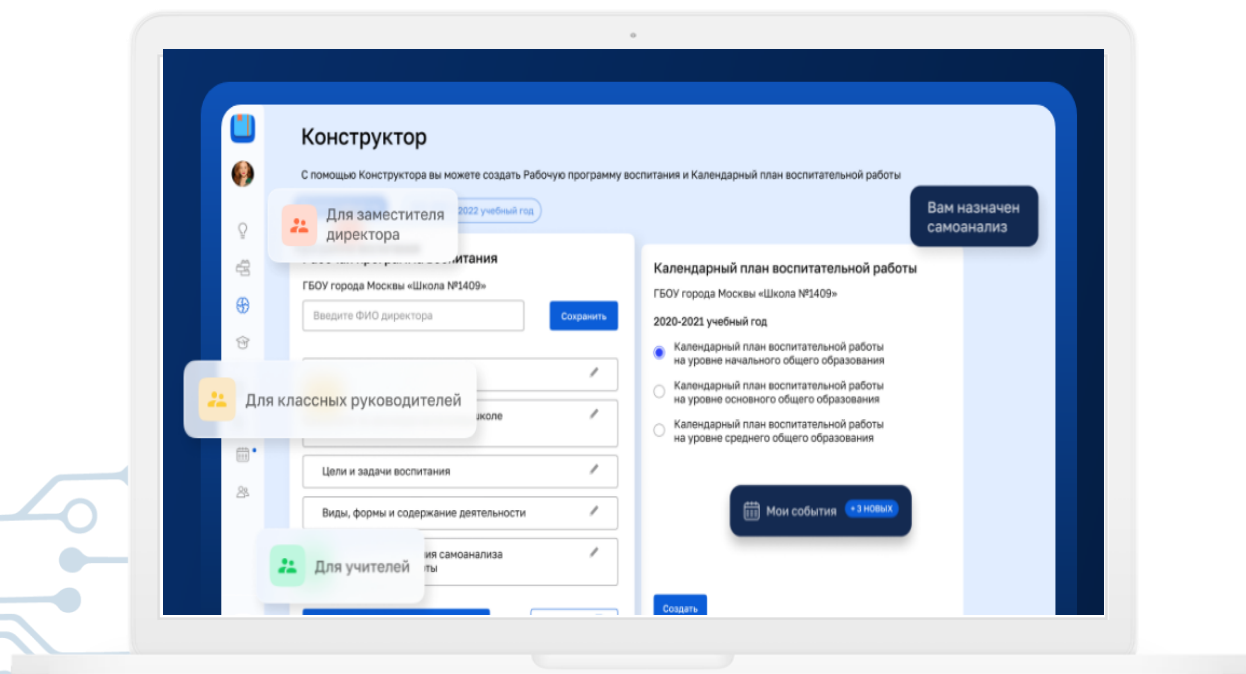 Конструктор
С помощью Конструктора вы можете создать Рабочую программу воспитания и Календарный план воспитательной работы
Для заместителя
директора
2022 учебный год
Вам назначен
самоанализ
ГБОУ города Москвы «Школа №1409»
Введите ФИО директора
Сохранить
Для классных руководителей
школе
Цели и задачи воспитания
Виды, формы и содержание деятельности
самоанализа
Для учителей
Календарный план воспитательной работы
ГБОУ города Москвы «Школа №1409»
2020-2021 учебный год
Календарный план воспитательной работы
на уровне начального общего образования
Календарный план воспитательной работы
на уровне основного общего образования
Календарный план воспитательной работы
на уровне среднего общего образования
Мои события
+ 3 НОВЫХ
Создать